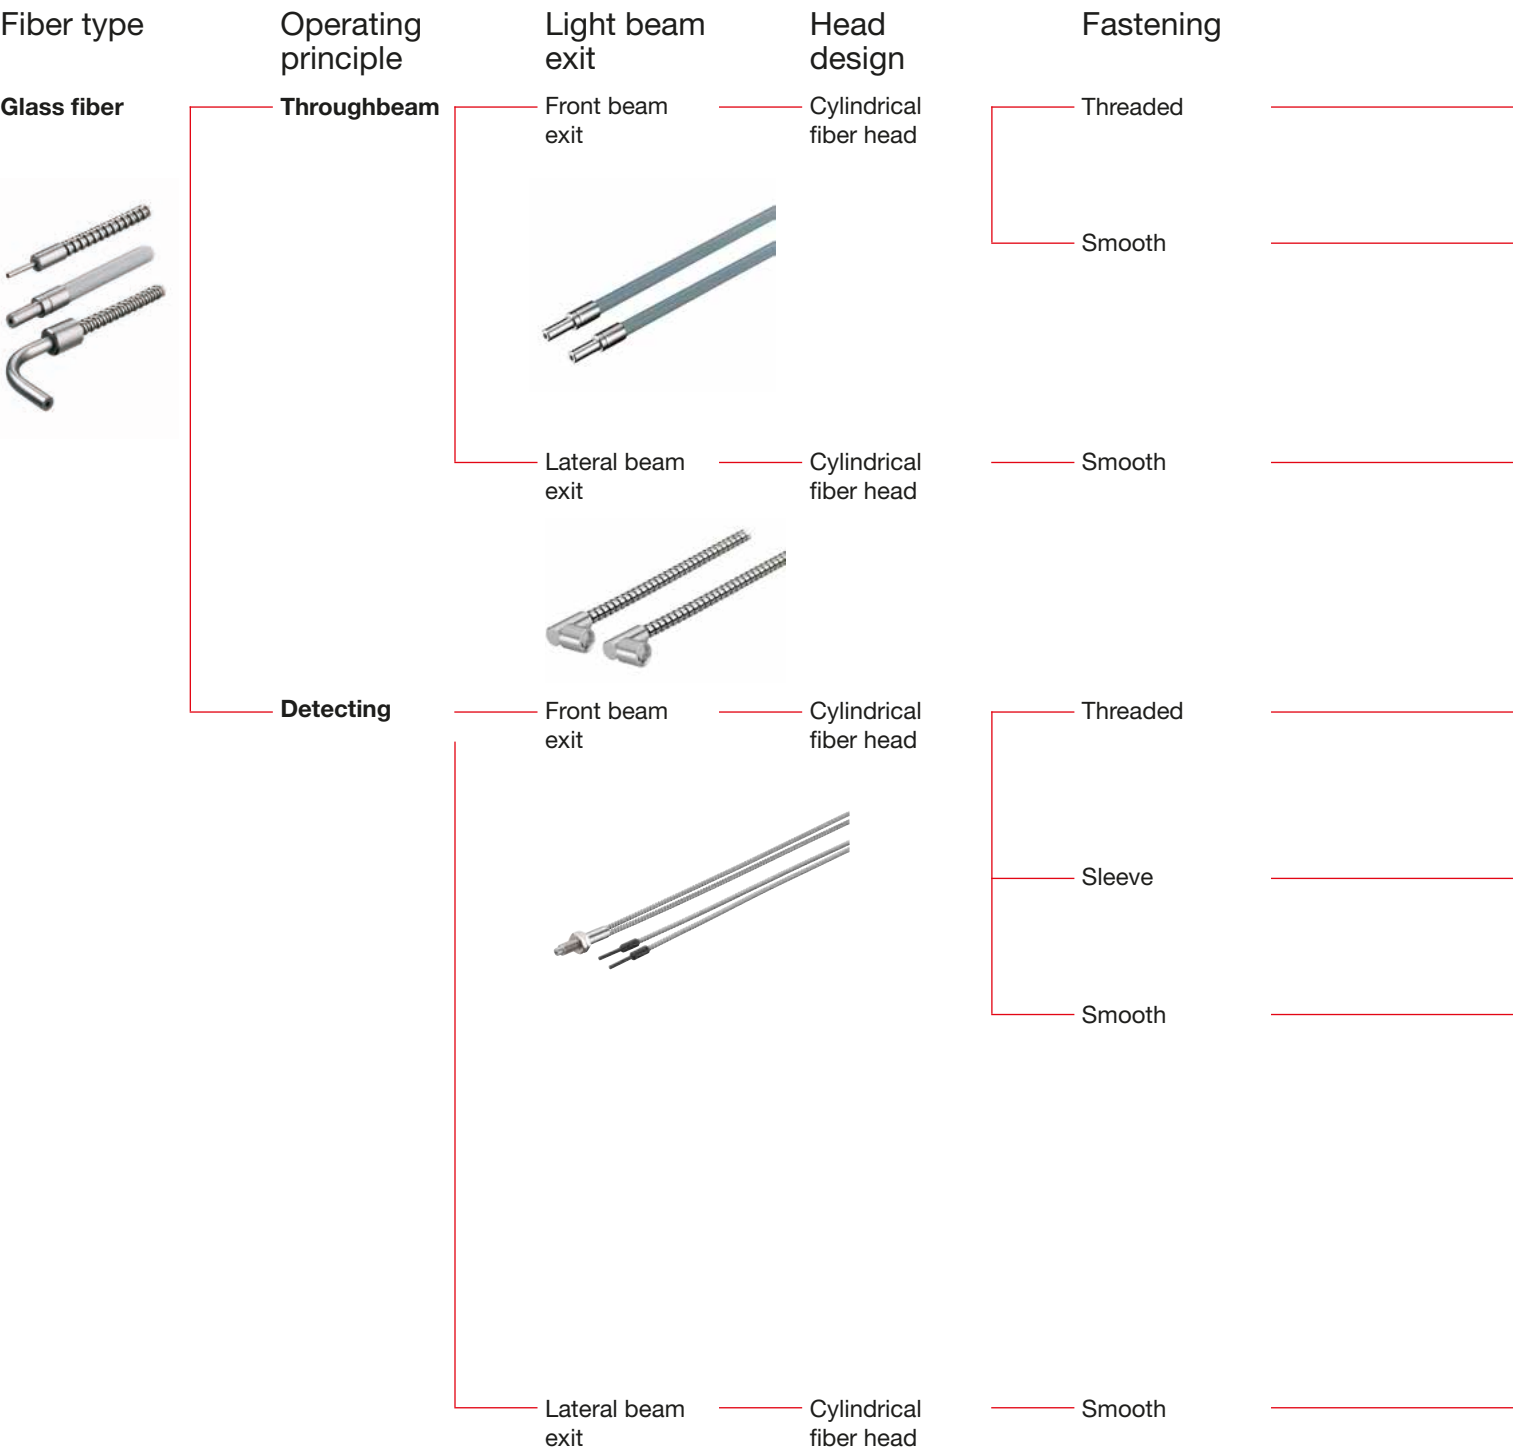 Fiber type
Operating
principle
Light beam
exit
Head
design
Fastening
Glass fiber
Throughbeam
Front beam
exit
Cylindrical
fiber head
Threaded
Smooth
Lateral beam
exit
Cylindrical
fiber head
Smooth
Detecting
Front beam
exit
Cylindrical
fiber head
Threaded
Sleeve
Smooth
Lateral beam
exit
Cylindrical
fiber head
Smooth